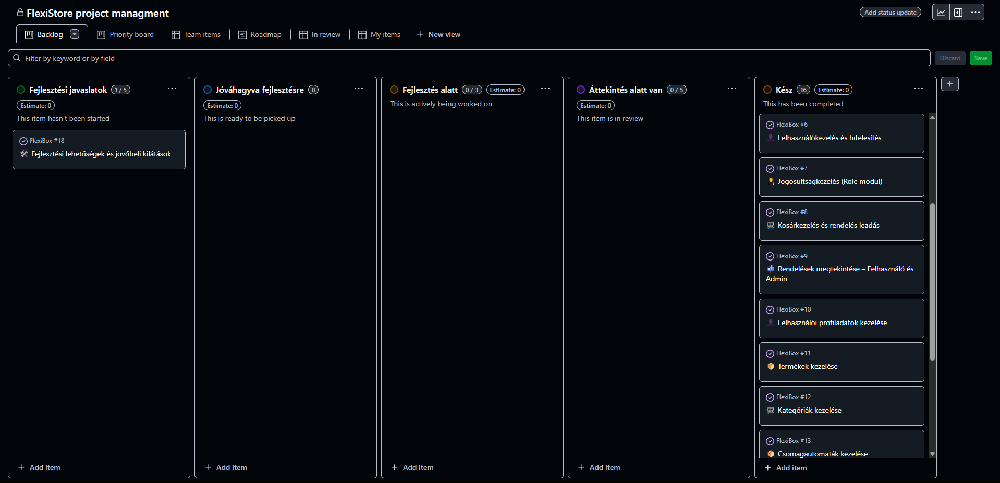 FlexiStore project managment
Add status update
Backlog
Priority board
Team items
Roadmap
In review
My items
New view
Filter by keyword or by field
Discard
Save
Fejlesztési javaslatok 1 / 5
Estimate: 0
This item hasn't been started
FlexiBox #18
Fejlesztési lehetőségek és jövőbeli kilátások
Add item
Jóváhagyva fejlesztésre 0
Estimate: 0
This is ready to be picked up
Add item
Fejlesztés alatt 0 / 3 Estimate: 0
This is actively being worked on
Add item
Áttekintés alatt van 0 / 5
Estimate: 0
This item is in review
Add item
Kész 16 Estimate: 0
This has been completed
FlexiBox #6
Felhasználókezelés és hitelesítés
FlexiBox #7
Jogosultságkezelés (Role modul)
FlexiBox #8
Kosárkezelés és rendelés leadás
FlexiBox #9
Rendelések megtekintése – Felhasználó és
Admin
FlexiBox #10
Felhasználói profiladatok kezelése
FlexiBox #11
Termékek kezelése
FlexiBox #12
Kategóriák kezelése
FlexiBox #13
Csomagautomaták kezelése
Add item